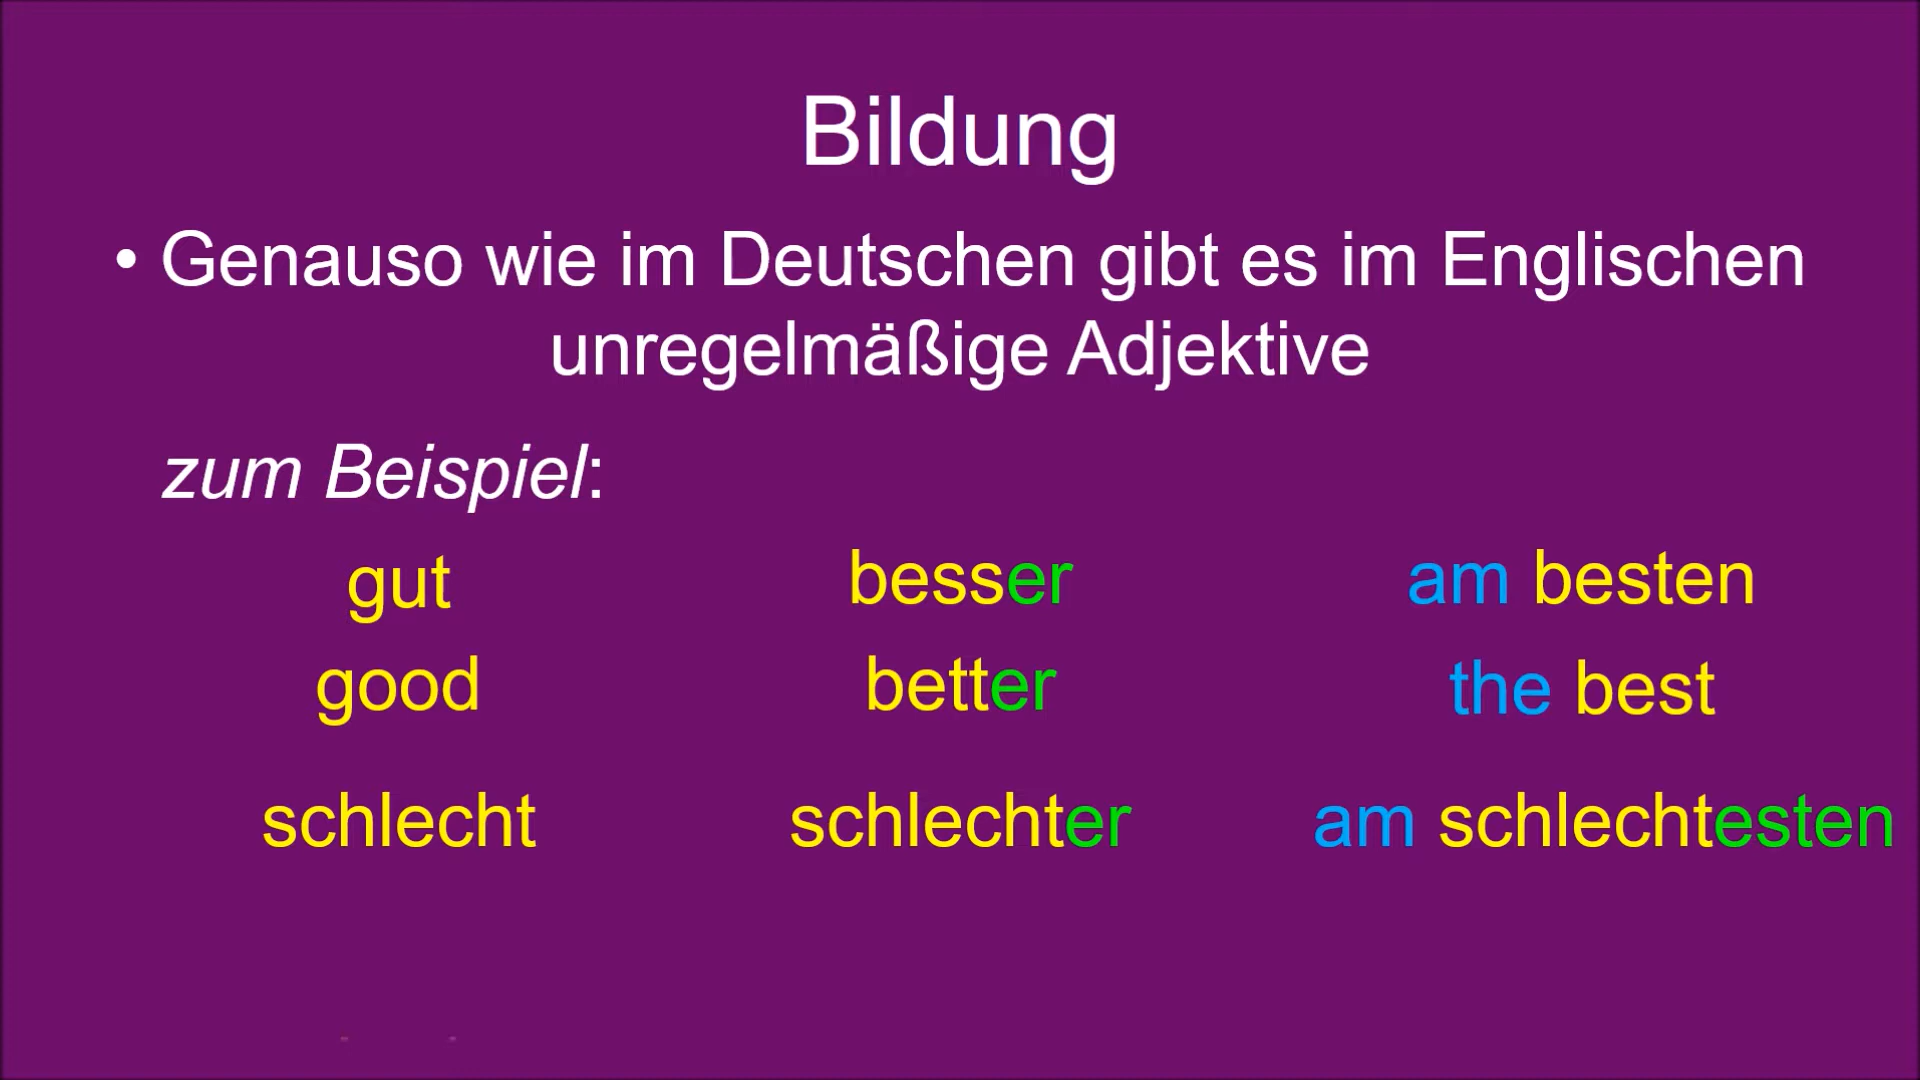 Bildung
• Genauso wie im Deutschen gibt es im Englischen
unregelmäßige Adjektive
zum Beispiel:
gut besser am besten
good better the best
schlecht schlechter am schlechtesten